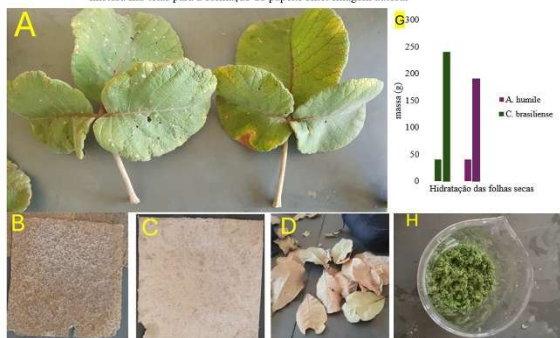 A
G
massa (g)
300
250
200
150
100
50
0
A. humile
C. brasiliense
Hidratação das folhas secas
B
C
D
H